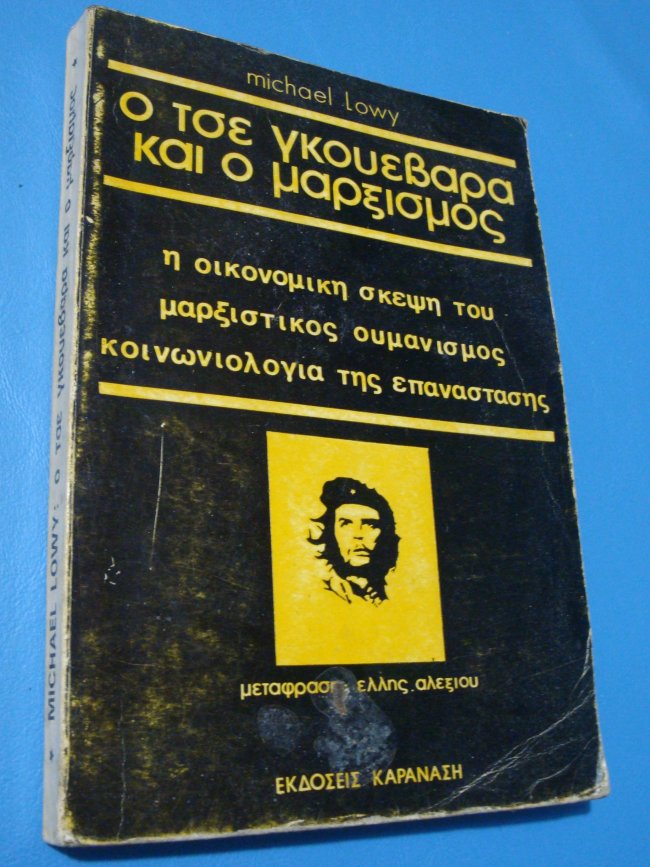 michael Lowy
ο τσε γκουεβαρα
και ο μαρξισμος
η οικονομικη σκεψη του
μαρξιστικος ουμανισμος
κοινωνιολογια της επαναστασης
μεταφραση: ελλης αλεξιου
ΕΚΔΟΣΕΙΣ ΚΑΡΑΝΑΣΗ
* MICHAEL LOWY: ο τσε γκουεβαρα και ο μαρξισμος *